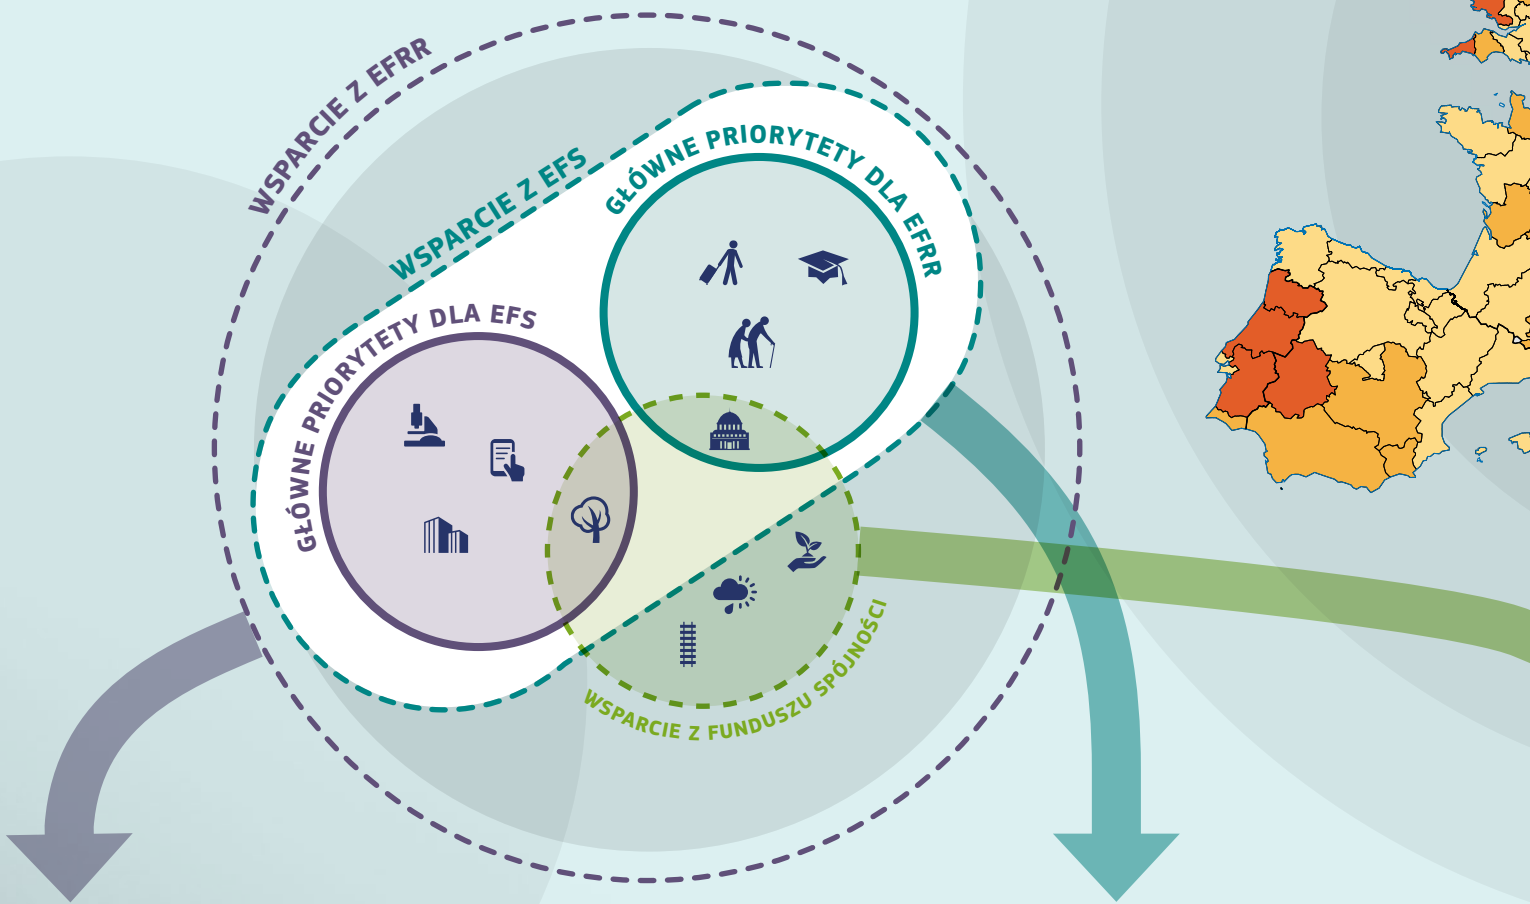 WSPARCIE Z EFRR
WSPARCIE Z EFS
GŁÓWNE PRIORYTETY DLA EFRR
GŁÓWNE PRIORYTETY DLA EFS
WSPARCIE Z FUNDUSZU SPÓJNOŚCI